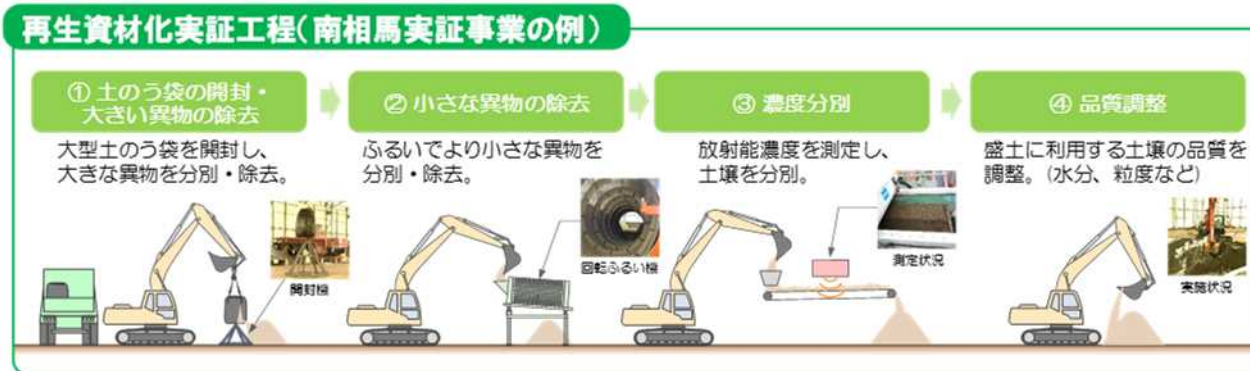 再生資材化実証工程(南相馬実証事業の例)
① 土のう袋の開封・
大きい異物の除去
② 小さな異物の除去
③ 濃度分別
④ 品質調整
大型土のう袋を開封し、
大きな異物を分別・除去。
ふるいでより小さな異物を
分別・除去。
放射能濃度を測定し、
土壌を分別。
盛土に利用する土壌の品質を
調整。(水分、粒度など)
開封機
回転ふるい機
測定状況
実施状況